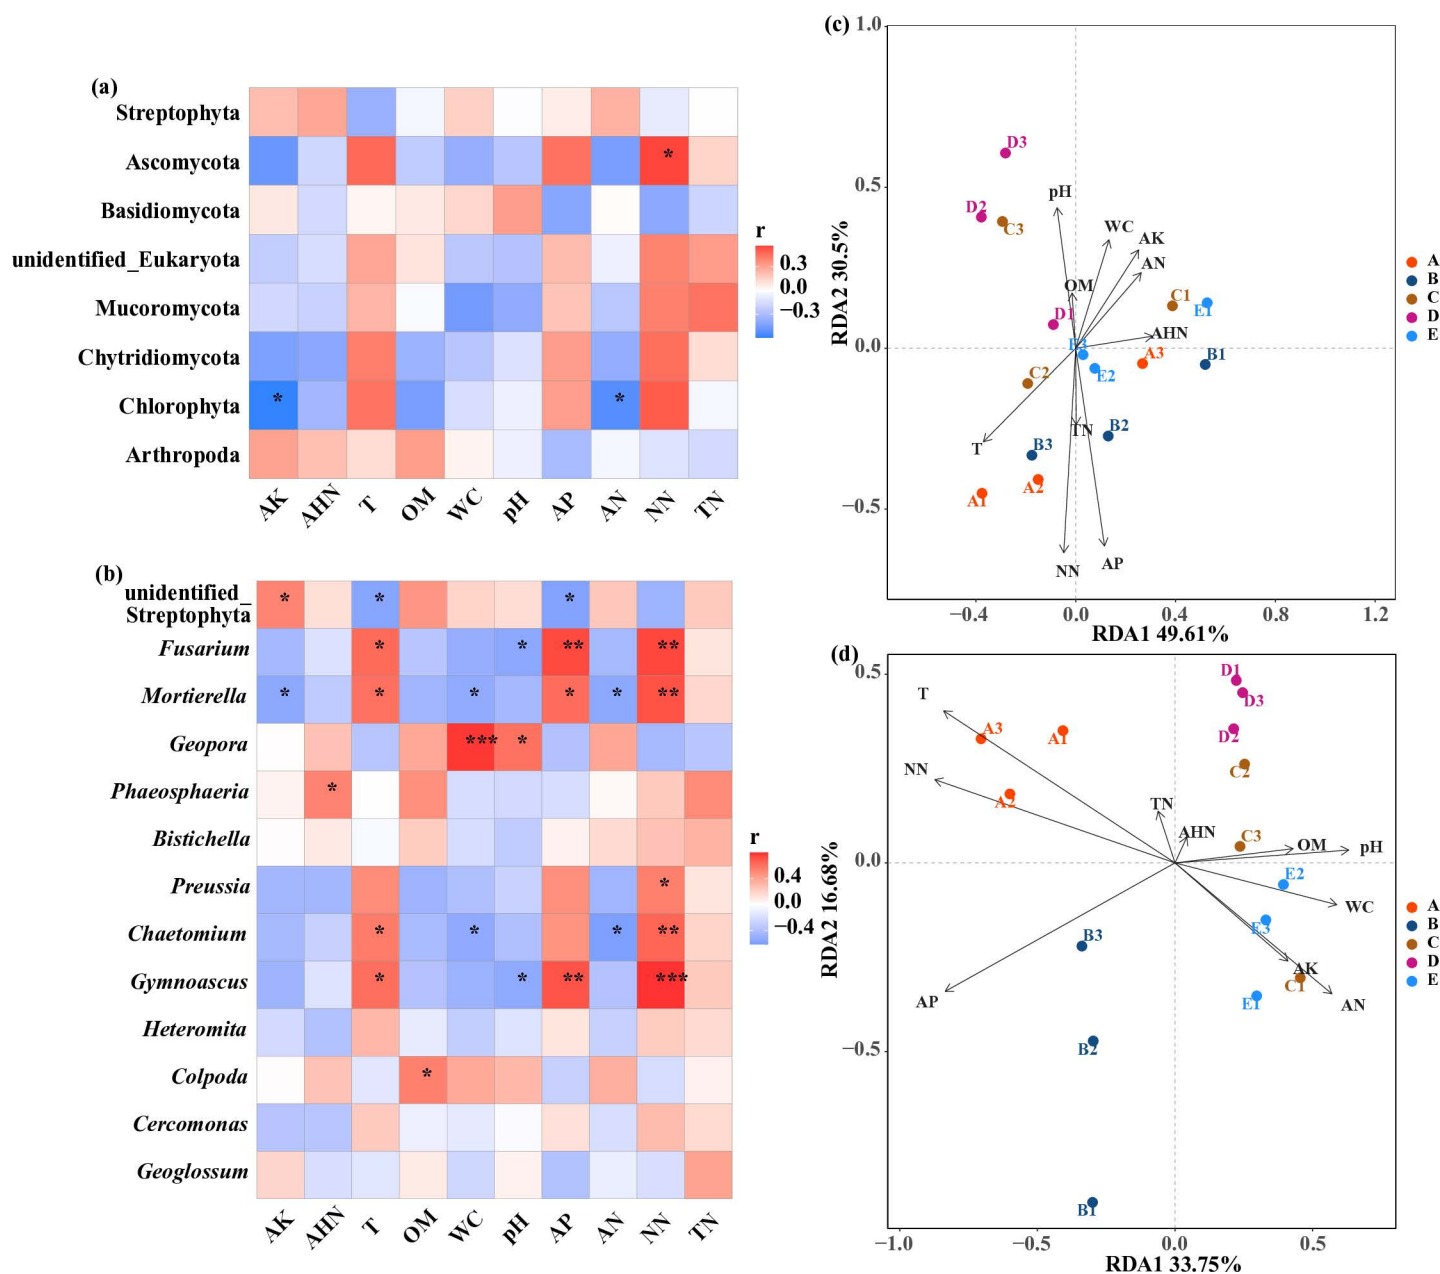 (a)
Streptophyta
Ascomycota
*
Basidiomycota
unidentified_Eukaryota
Mucoromycota
Chytridiomycota
Chlorophyta
* *
Arthropoda
AK AHN T OM WC pH AP AN NN TN
r
0.3
0.0
−0.3
(b)
unidentified_
Streptophyta
* * *
Fusarium
* * ** **
Mortierella
* * * * * **
Geopora
*** *
Phaeosphaeria
*
Bistichella
Preussia
*
Chaetomium
* * * **
Gymnoascus
* * ** ***
Heteromita
Colpoda
*
Cercomonas
Geoglossum
AK AHN T OM WC pH AP AN NN TN
r
0.4
0.0
−0.4
(c)
1.0
0.5
0.0
−0.5
RDA2 30.5%
D3
pH
D2
C3
WC
AK
AN
OM
C1
E1
D1
AHN
E3
A3
B1
C2
E2
TN
B2
T
B3
A2
A1
NN
AP
−0.4 0.0 0.4 0.8 1.2
RDA1 49.61%
A
B
C
D
E
(d)
0.5
0.0
−0.5
RDA2 16.68%
D1
T
D3
A3
A1
D2
NN
C2
A2
TN
AHN
C3
OM
pH
E2
WC
B3
E3
AK
C1
AP
E1
AN
B2
B1
−1.0 −0.5 0.0 0.5
RDA1 33.75%
A
B
C
D
E